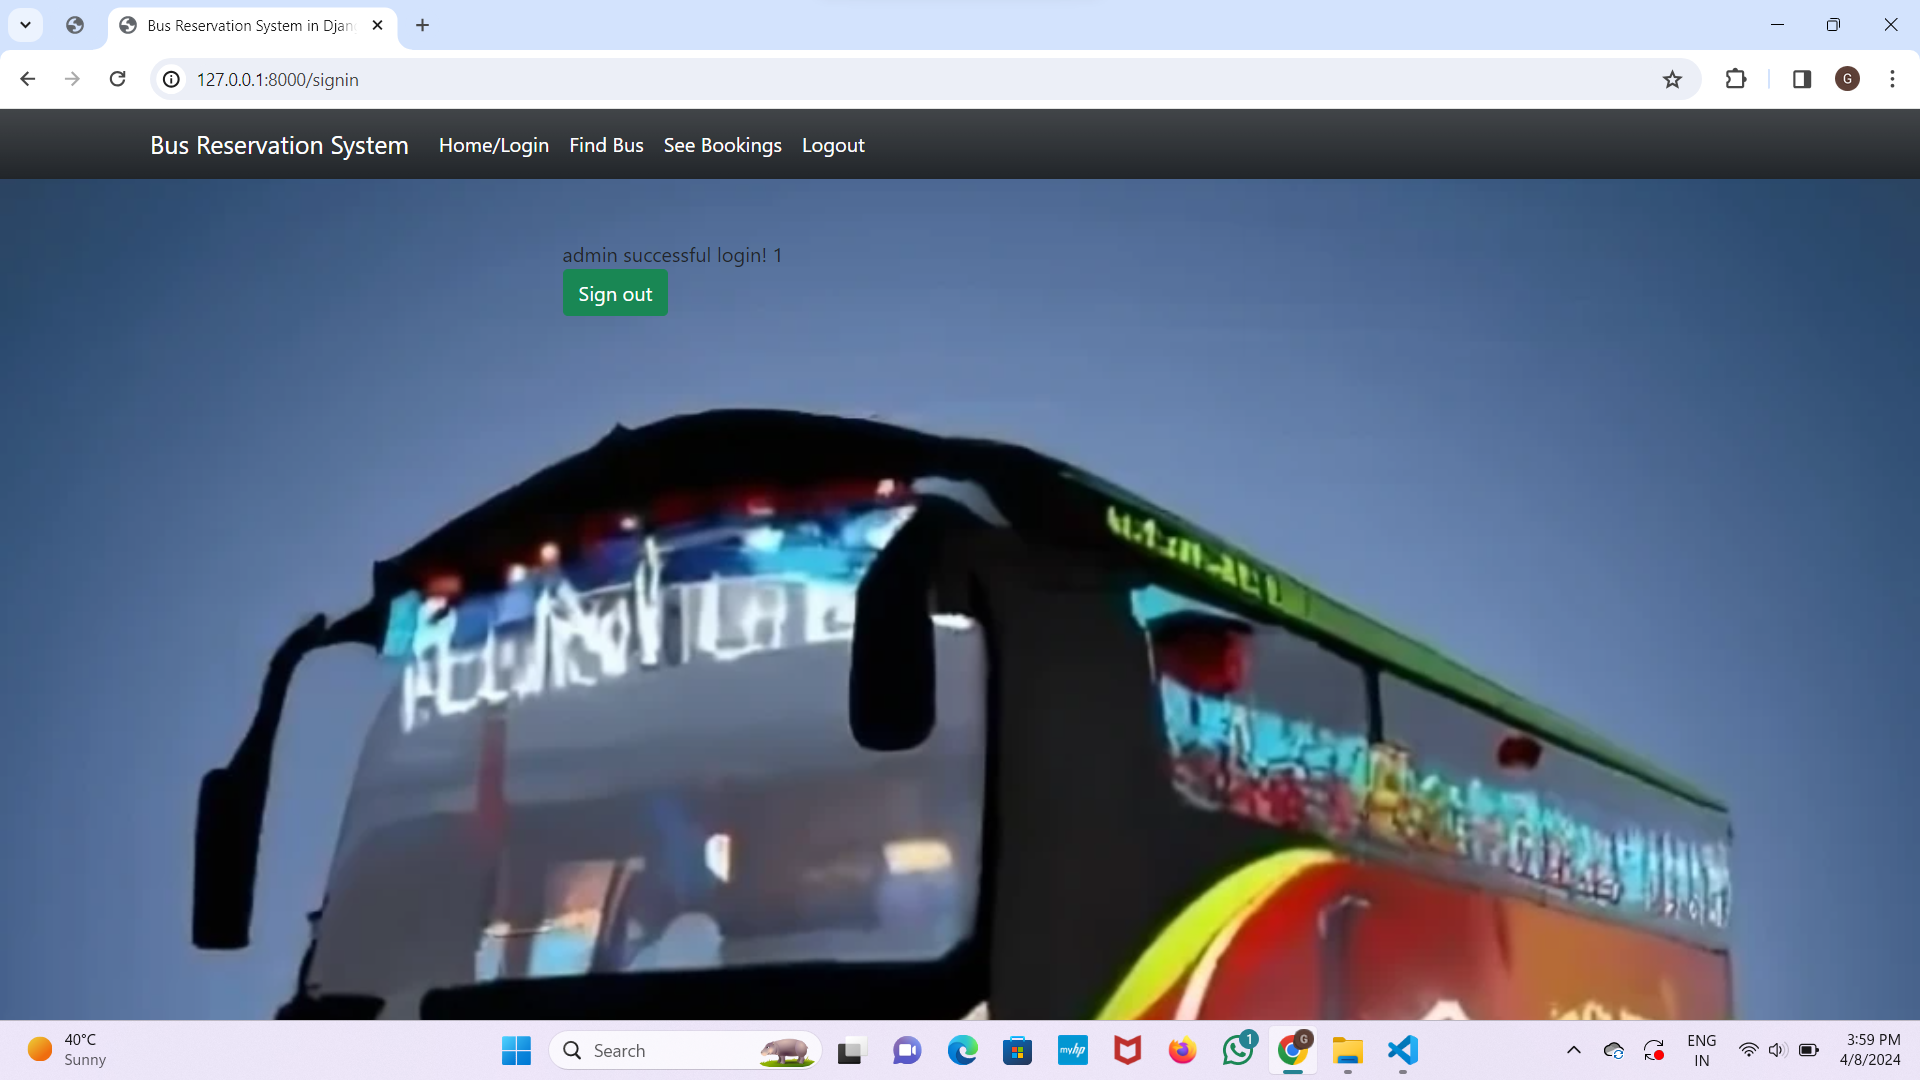 Bus Reservation System in Djan
127.0.0.1:8000/signin
G
Bus Reservation System Home/Login Find Bus See Bookings Logout
admin successful login! 1
Sign out
40°C
Sunny
Search
myhp
1
G
ENG
IN
3:59 PM
4/8/2024